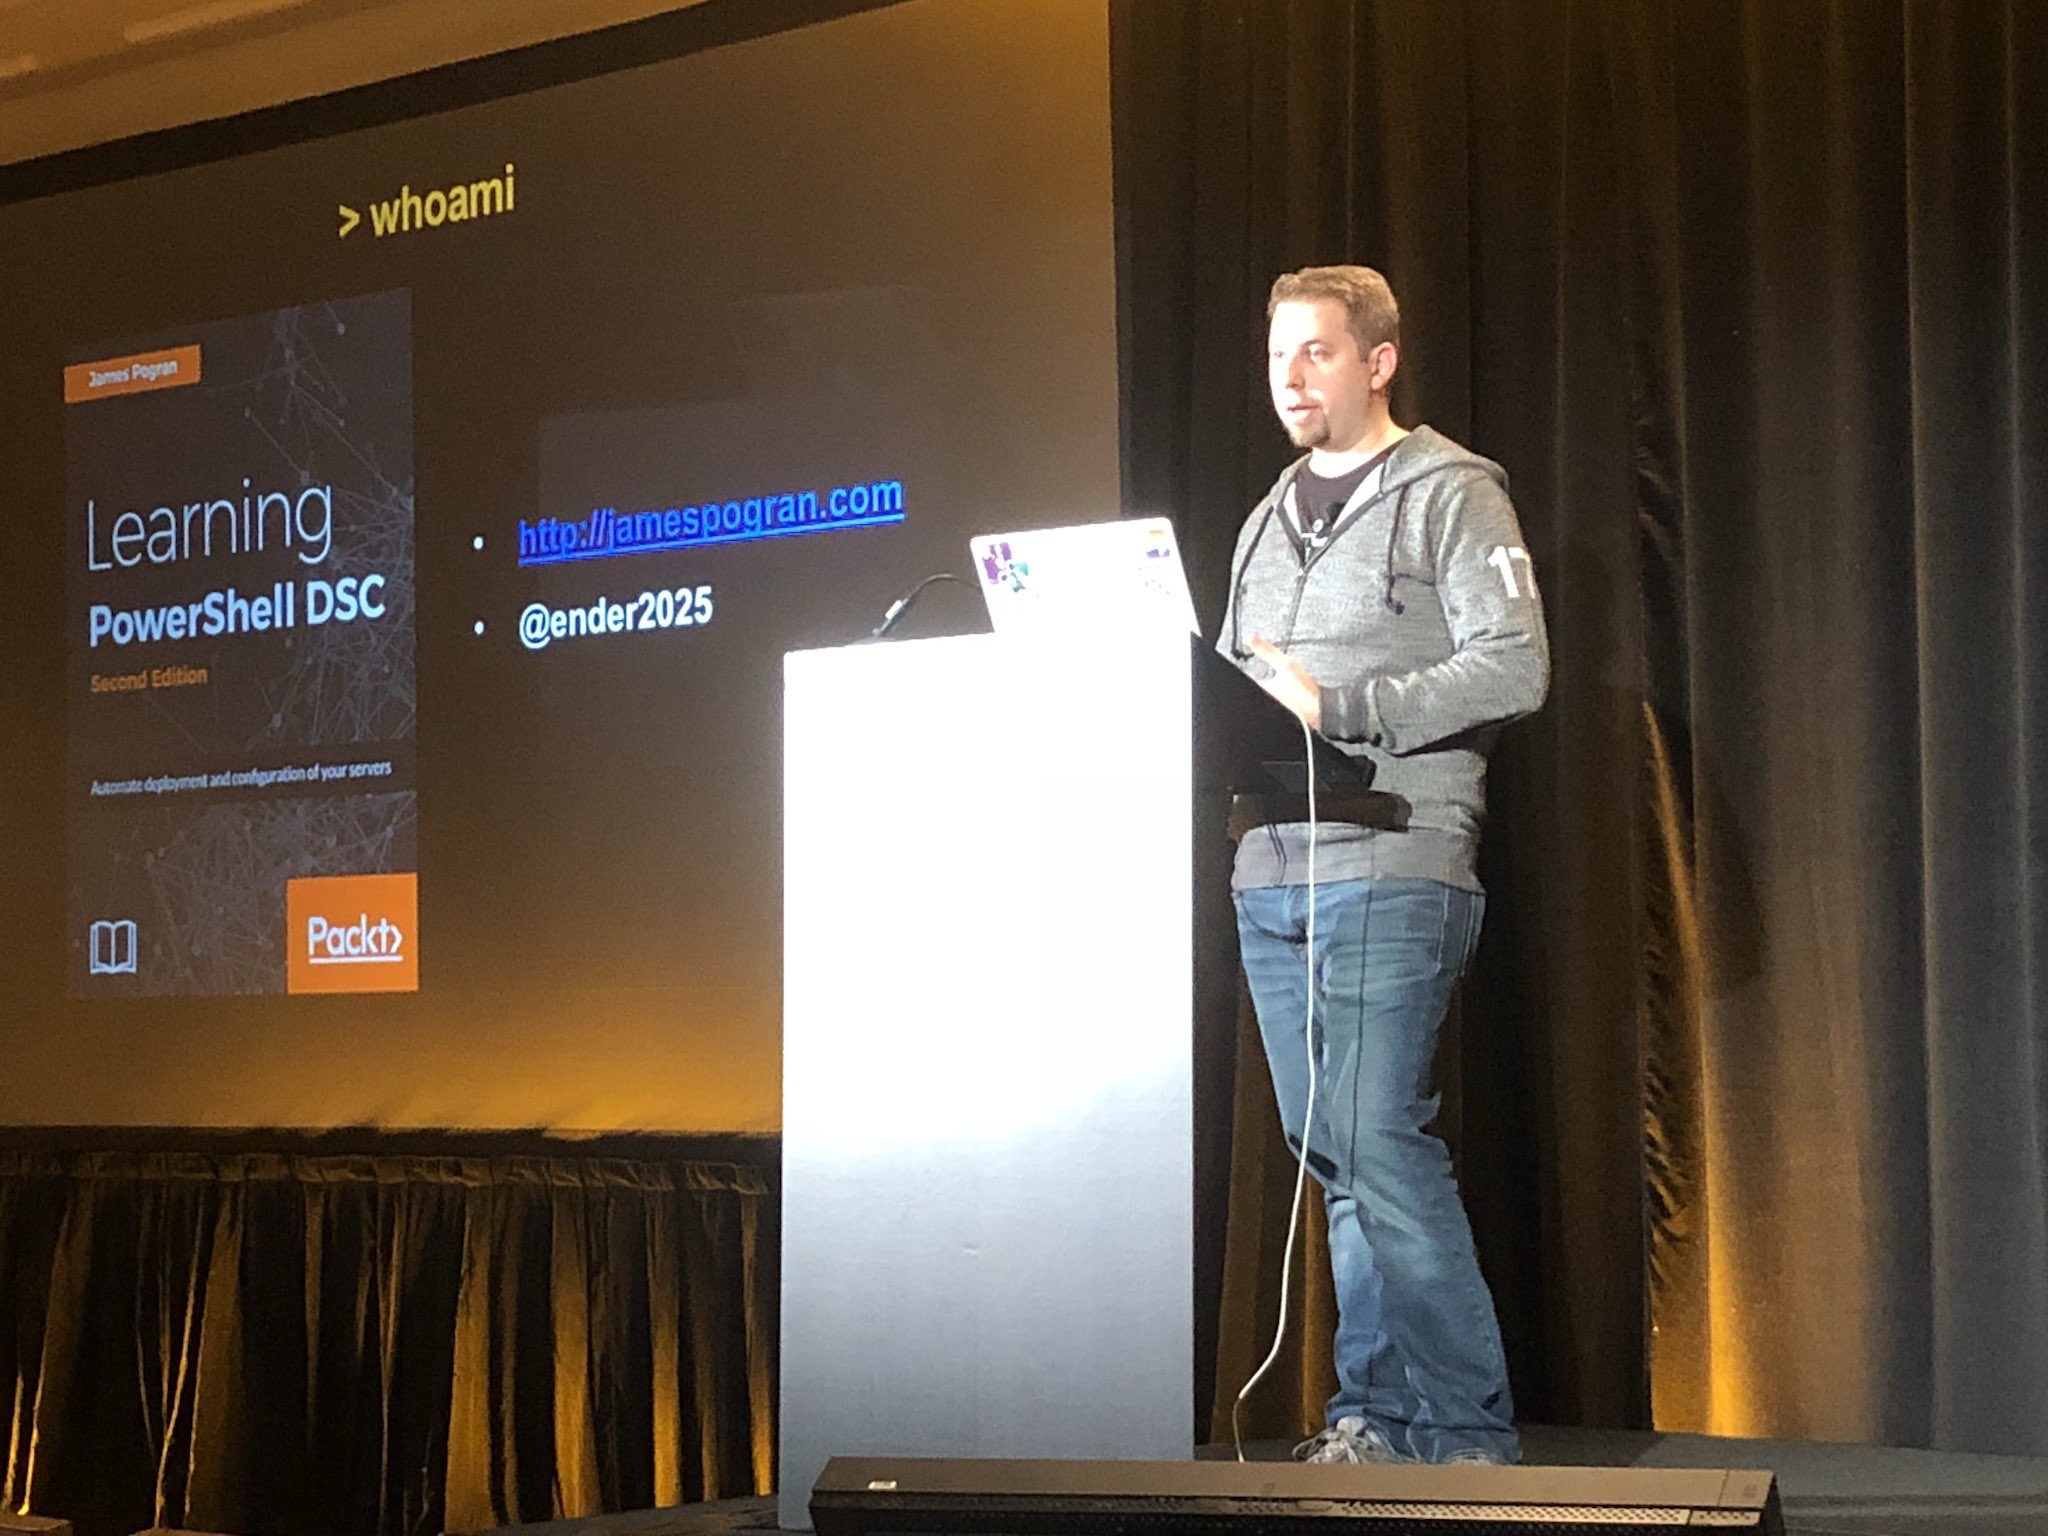 > whoami
James Pogran
Learning
PowerShell DSC
Second Edition
Automate deployment and configuration of your servers
Packt>
• http://jamespogran.com
• @ender2025
17